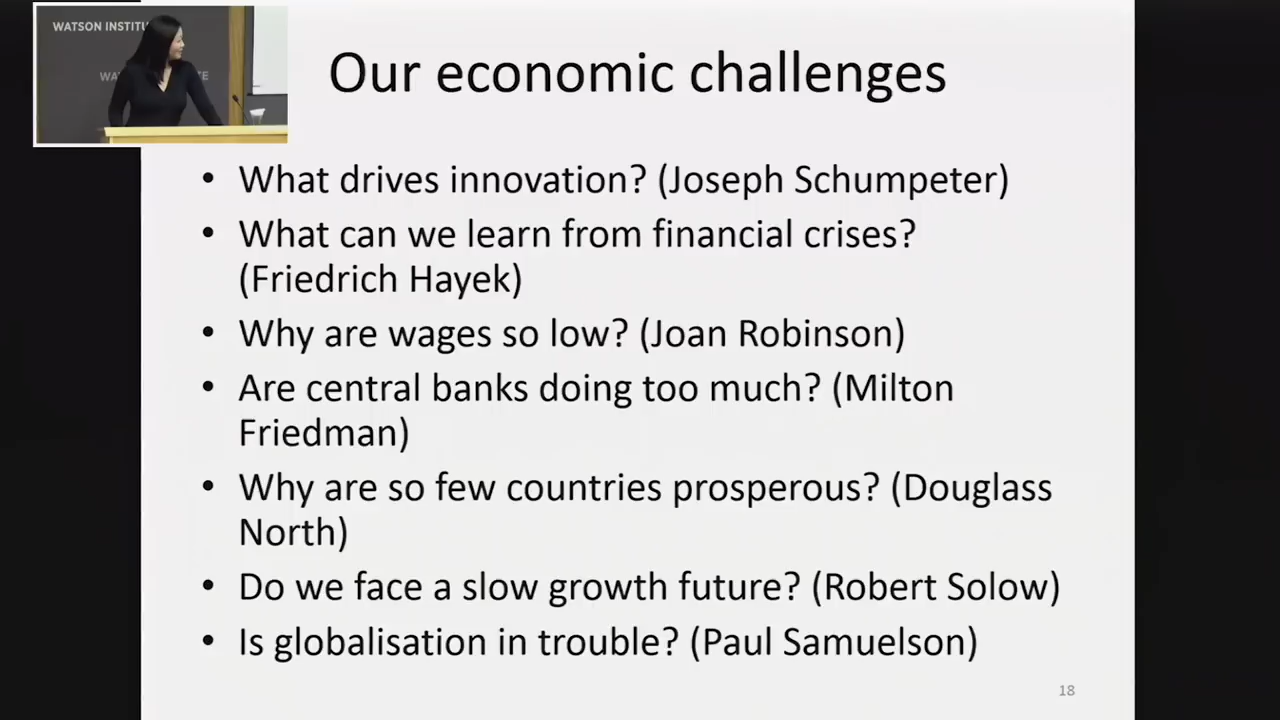 WATSON INSTITU
WA
TE
Our economic challenges
• What drives innovation? (Joseph Schumpeter)
• What can we learn from financial crises?
(Friedrich Hayek)
• Why are wages so low? (Joan Robinson)
• Are central banks doing too much? (Milton
Friedman)
• Why are so few countries prosperous? (Douglass
North)
• Do we face a slow growth future? (Robert Solow)
• Is globalisation in trouble? (Paul Samuelson)
18